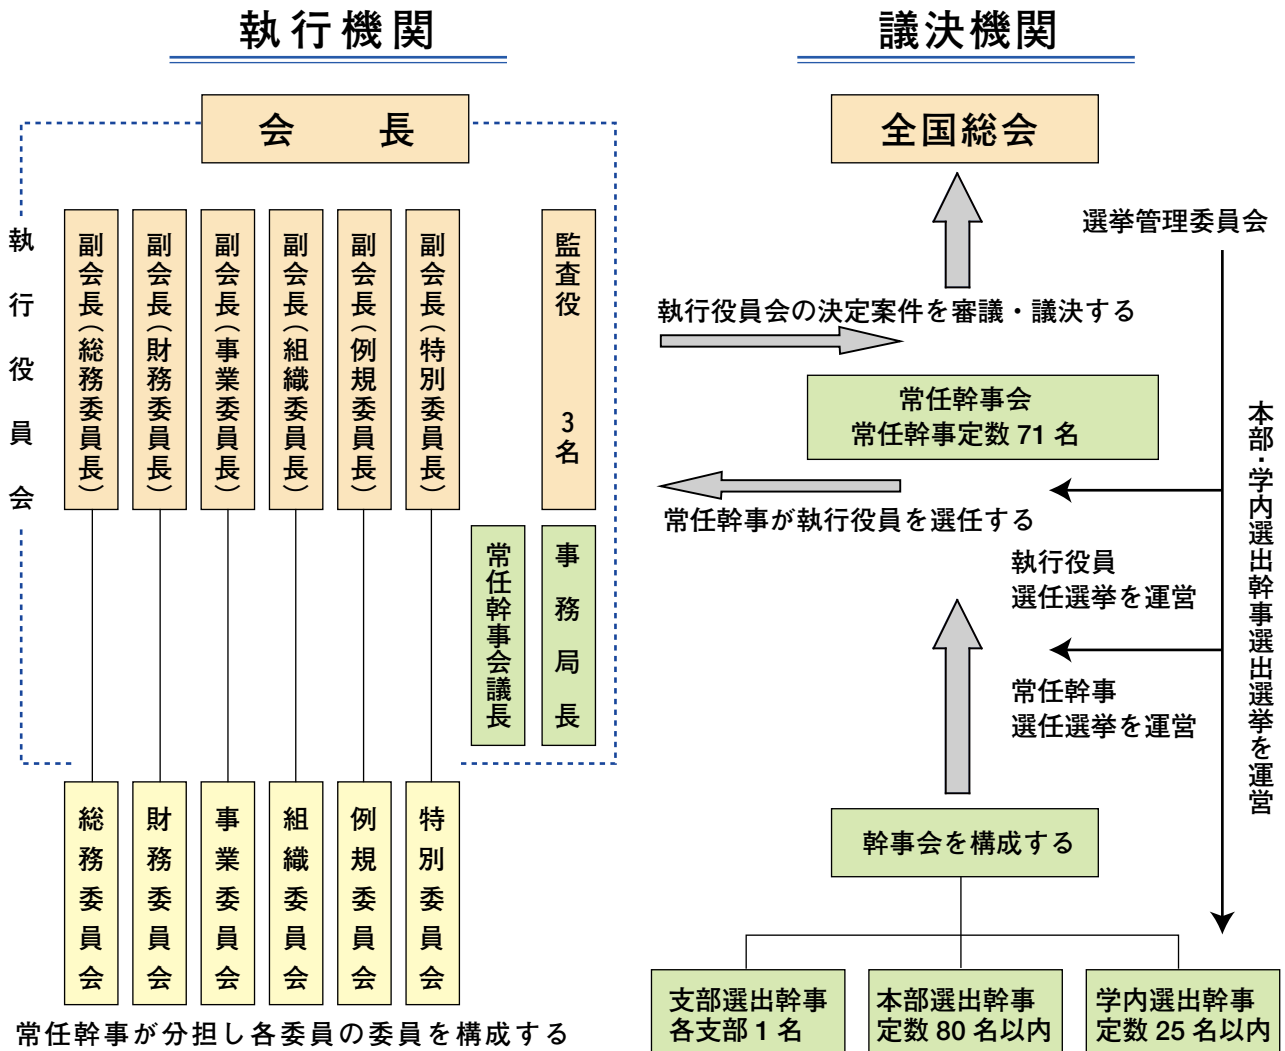 執行機関
会長
執行役員会
副会長(総務委員長)
副会長(財務委員長)
副会長(事業委員長)
副会長(組織委員長)
副会長(例規委員長)
副会長(特別委員長)
監査役 3名
常任幹事会議長
事務局長
総務委員会
財務委員会
事業委員会
組織委員会
例規委員会
特別委員会
常任幹事が分担し各委員の委員を構成する
議決機関
全国総会
選挙管理委員会
執行役員会の決定案件を審議・議決する
常任幹事会
常任幹事定数 71 名
常任幹事が執行役員を選任する
執行役員
選任選挙を運営
常任幹事
選任選挙を運営
本部・学内選出幹事選出選挙を運営
幹事会を構成する
支部選出幹事
各支部 1 名
本部選出幹事
定数 80 名以内
学内選出幹事
定数 25 名以内